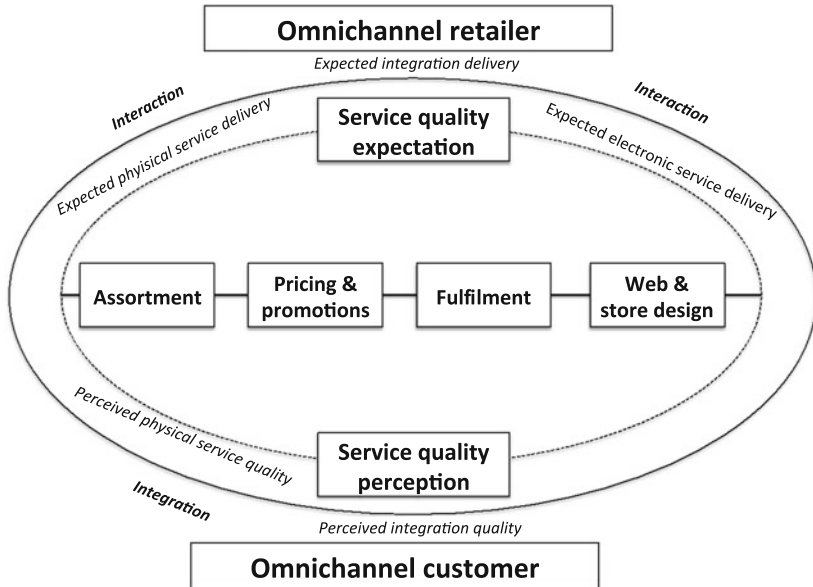 Omnichannel retailer
Expected integration delivery
Interaction
Interaction
Expected phyisical service delivery
Service quality
expectation
Expected electronic service delivery
Assortment
Pricing &
promotions
Fulfilment
Web &
store design
Perceived physical service quality
Service quality
perception
Integration
Perceived integration quality
Omnichannel customer